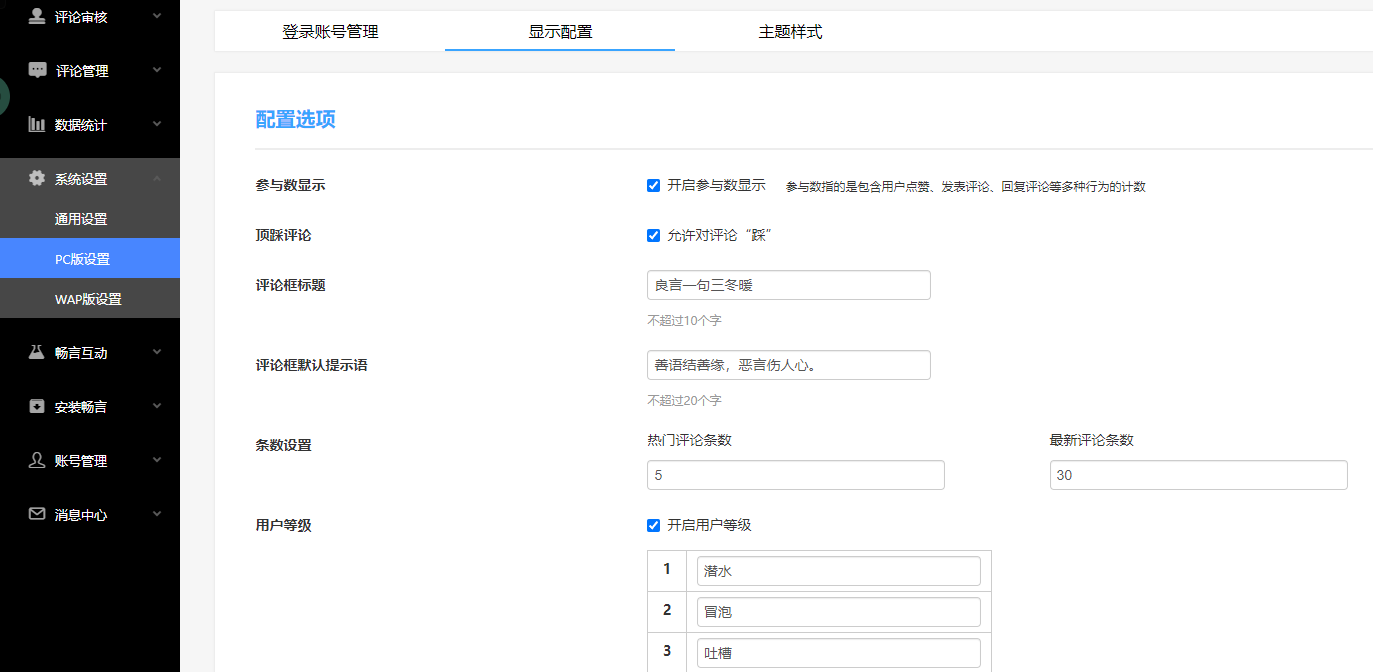 评论审核
评论管理
数据统计
系统设置
通用设置
PC版设置
WAP版设置
畅言互动
安装畅言
账号管理
消息中心
登录账号管理 显示配置 主题样式
配置选项
参与数显示 开启参与数显示 参与数指的是包含用户点赞、发表评论、回复评论等多种行为的计数
顶踩评论 允许对评论“踩”
评论框标题 良言一句三冬暖
不超过10个字
评论框默认提示语 善语结善缘，恶言伤人心。
不超过20个字
条数设置 热门评论条数 最新评论条数
5 30
用户等级 开启用户等级
1 潜水
2 冒泡
3 吐槽